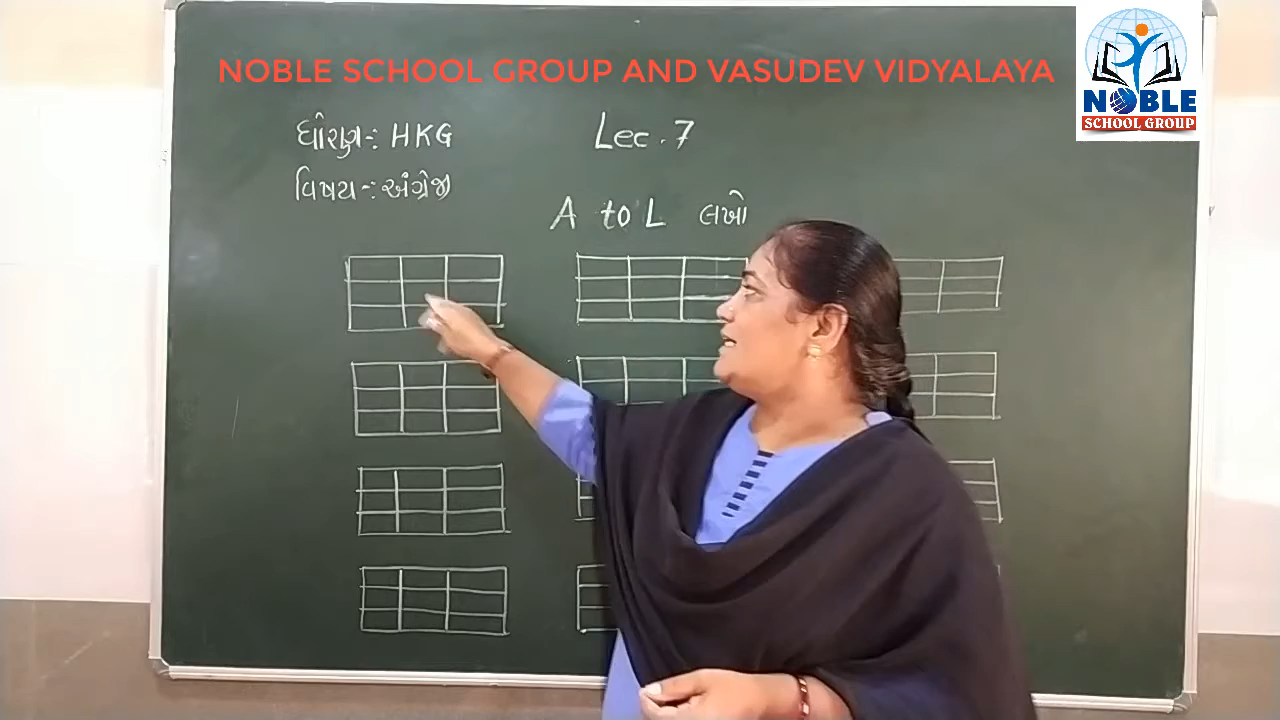 NOBLE SCHOOL GROUP AND VASUDEV VIDYALAYA
NOBLE
SCHOOL GROUP
ધોરણ :- HKG
Lec. 7
વિષય :- અંગ્રેજી
A to L લખો